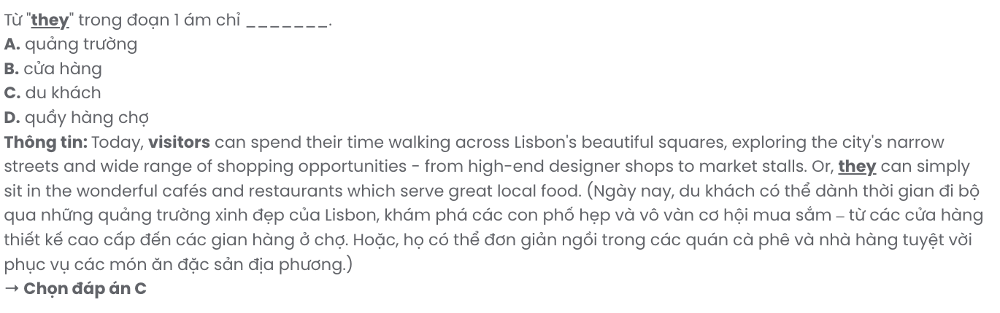 Từ "they" trong đoạn 1 ám chỉ _______.
A. quảng trường
B. cửa hàng
C. du khách
D. quầy hàng chợ
Thông tin: Today, visitors can spend their time walking across Lisbon's beautiful squares, exploring the city's narrow
streets and wide range of shopping opportunities - from high-end designer shops to market stalls. Or, they can simply
sit in the wonderful cafés and restaurants which serve great local food. (Ngày nay, du khách có thể dành thời gian đi bộ
qua những quảng trường xinh đẹp của Lisbon, khám phá các con phố hẹp và vô vàn cơ hội mua sắm – từ các cửa hàng
thiết kế cao cấp đến các gian hàng ở chợ. Hoặc, họ có thể đơn giản ngồi trong các quán cà phê và nhà hàng tuyệt vời
phục vụ các món ăn đặc sản địa phương.)
→ Chọn đáp án C